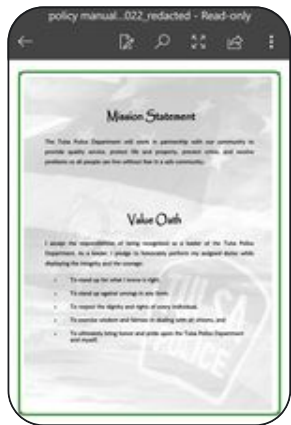 policy manual...022_redacted - Read-only
Mission Statement
The Tulsa Police Department will work in partnership with our community to
provide quality service, protect life and property, prevent crime, and resolve
problems so all people can live without fear in a safe community.
Value Oath
I accept the responsibilities of being recognized as a leader of the Tulsa Police
Department. As a leader, I pledge to honorably perform my assigned duties while
displaying the integrity and the courage:
To stand up for what I know is right;
To stand up against wrongs in any form;
To respect the dignity and rights of every individual;
To exercise wisdom and fairness in dealing with all citizens, and
To ultimately bring honor and pride upon the Tulsa Police Department
and myself.
TULSA
POLICE